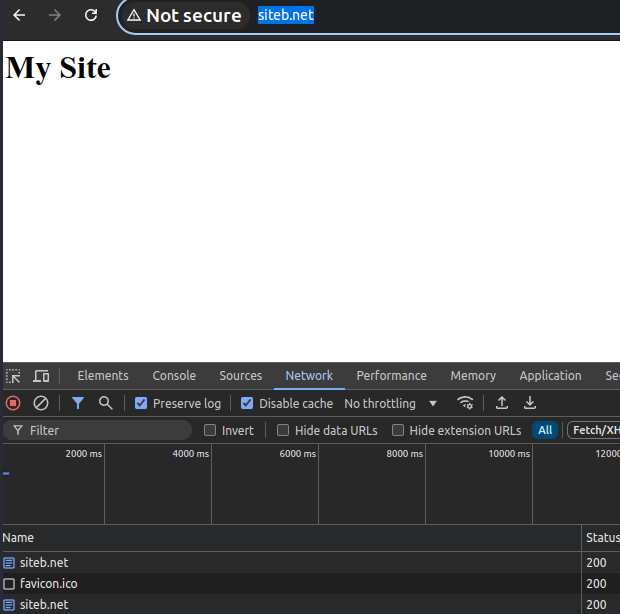 Not secure siteb.net
My Site
Elements Console Sources Network Performance Memory Application Se
Preserve log Disable cache No throttling
Filter Invert Hide data URLs Hide extension URLs All Fetch/XH
2000 ms 4000 ms 6000 ms 8000 ms 10000 ms 12000
Name Status
siteb.net 200
favicon.ico 200
siteb.net 200